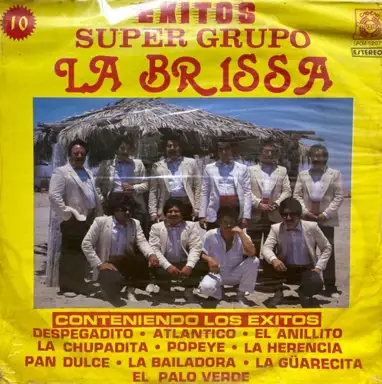 10
EXITOS
SUPER GRUPO
LA BRISSA
ESTEREO
CONTENIENDO LOS EXITOS
DESPEGADITO • ATLANTICO • EL ANILLITO
LA CHUPADITA • POPEYE • LA HERENCIA
PAN DULCE • LA BAILADORA • LA GÜARECITA
EL PALO VERDE